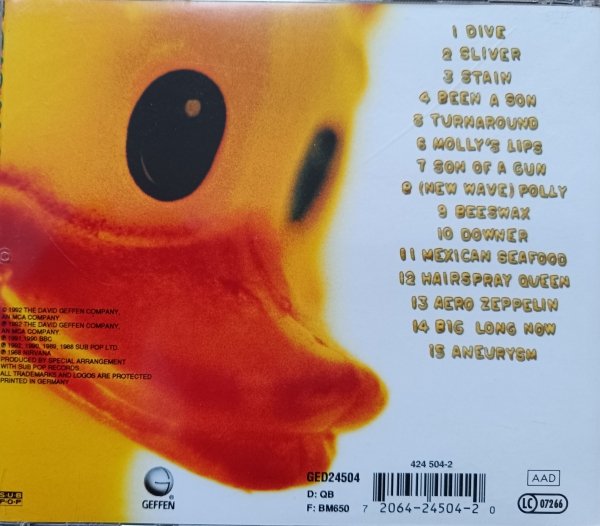 1 DIVE
2 SLIVER
3 STAIN
4 BEEN A SON
5 TURNAROUND
6 MOLLY'S LIPS
7 SON OF A GUN
8 (NEW WAVE) POLLY
9 BEESWAX
10 DOWNER
11 MEXICAN SEAFOOD
12 HAIRSPRAY QUEEN
13 AERO ZEPPELIN
14 BIG LONG NOW
15 ANEURYSM
© 1992 THE DAVID GEFFEN COMPANY,
AN MCA COMPANY
℗ 1992 THE DAVID GEFFEN COMPANY,
AN MCA COMPANY
℗ 1991, 1990 BBC
℗ 1992, 1990, 1989, 1988 SUB POP LTD.
℗ 1988 NIRVANA
PRODUCED BY SPECIAL ARRANGEMENT
WITH SUB POP RECORDS.
ALL TRADEMARKS AND LOGOS ARE PROTECTED
PRINTED IN GERMANY
SUB
POP
GEFFEN®
GED24504
D: QB
F: BM650
424 504-2
7 2064-24504-2 0
AAD
LC 07266